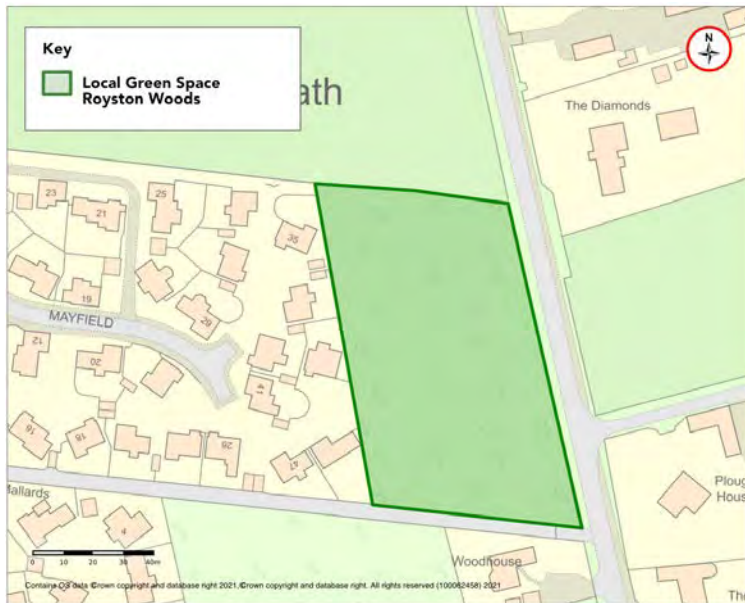 Key
Local Green Space
Royston Woods
ath
N
The Diamonds
23
21
25
35
19
29
MAYFIELD
12
20
41
16
18
28
47
Mallards
4
Ploug
Hous
Woodhouse
0 10 20 30 40m
Contains OS data ©Crown copyright and database right 2021,©Crown copyright and database right. All rights reserved (100062458) 2021
The